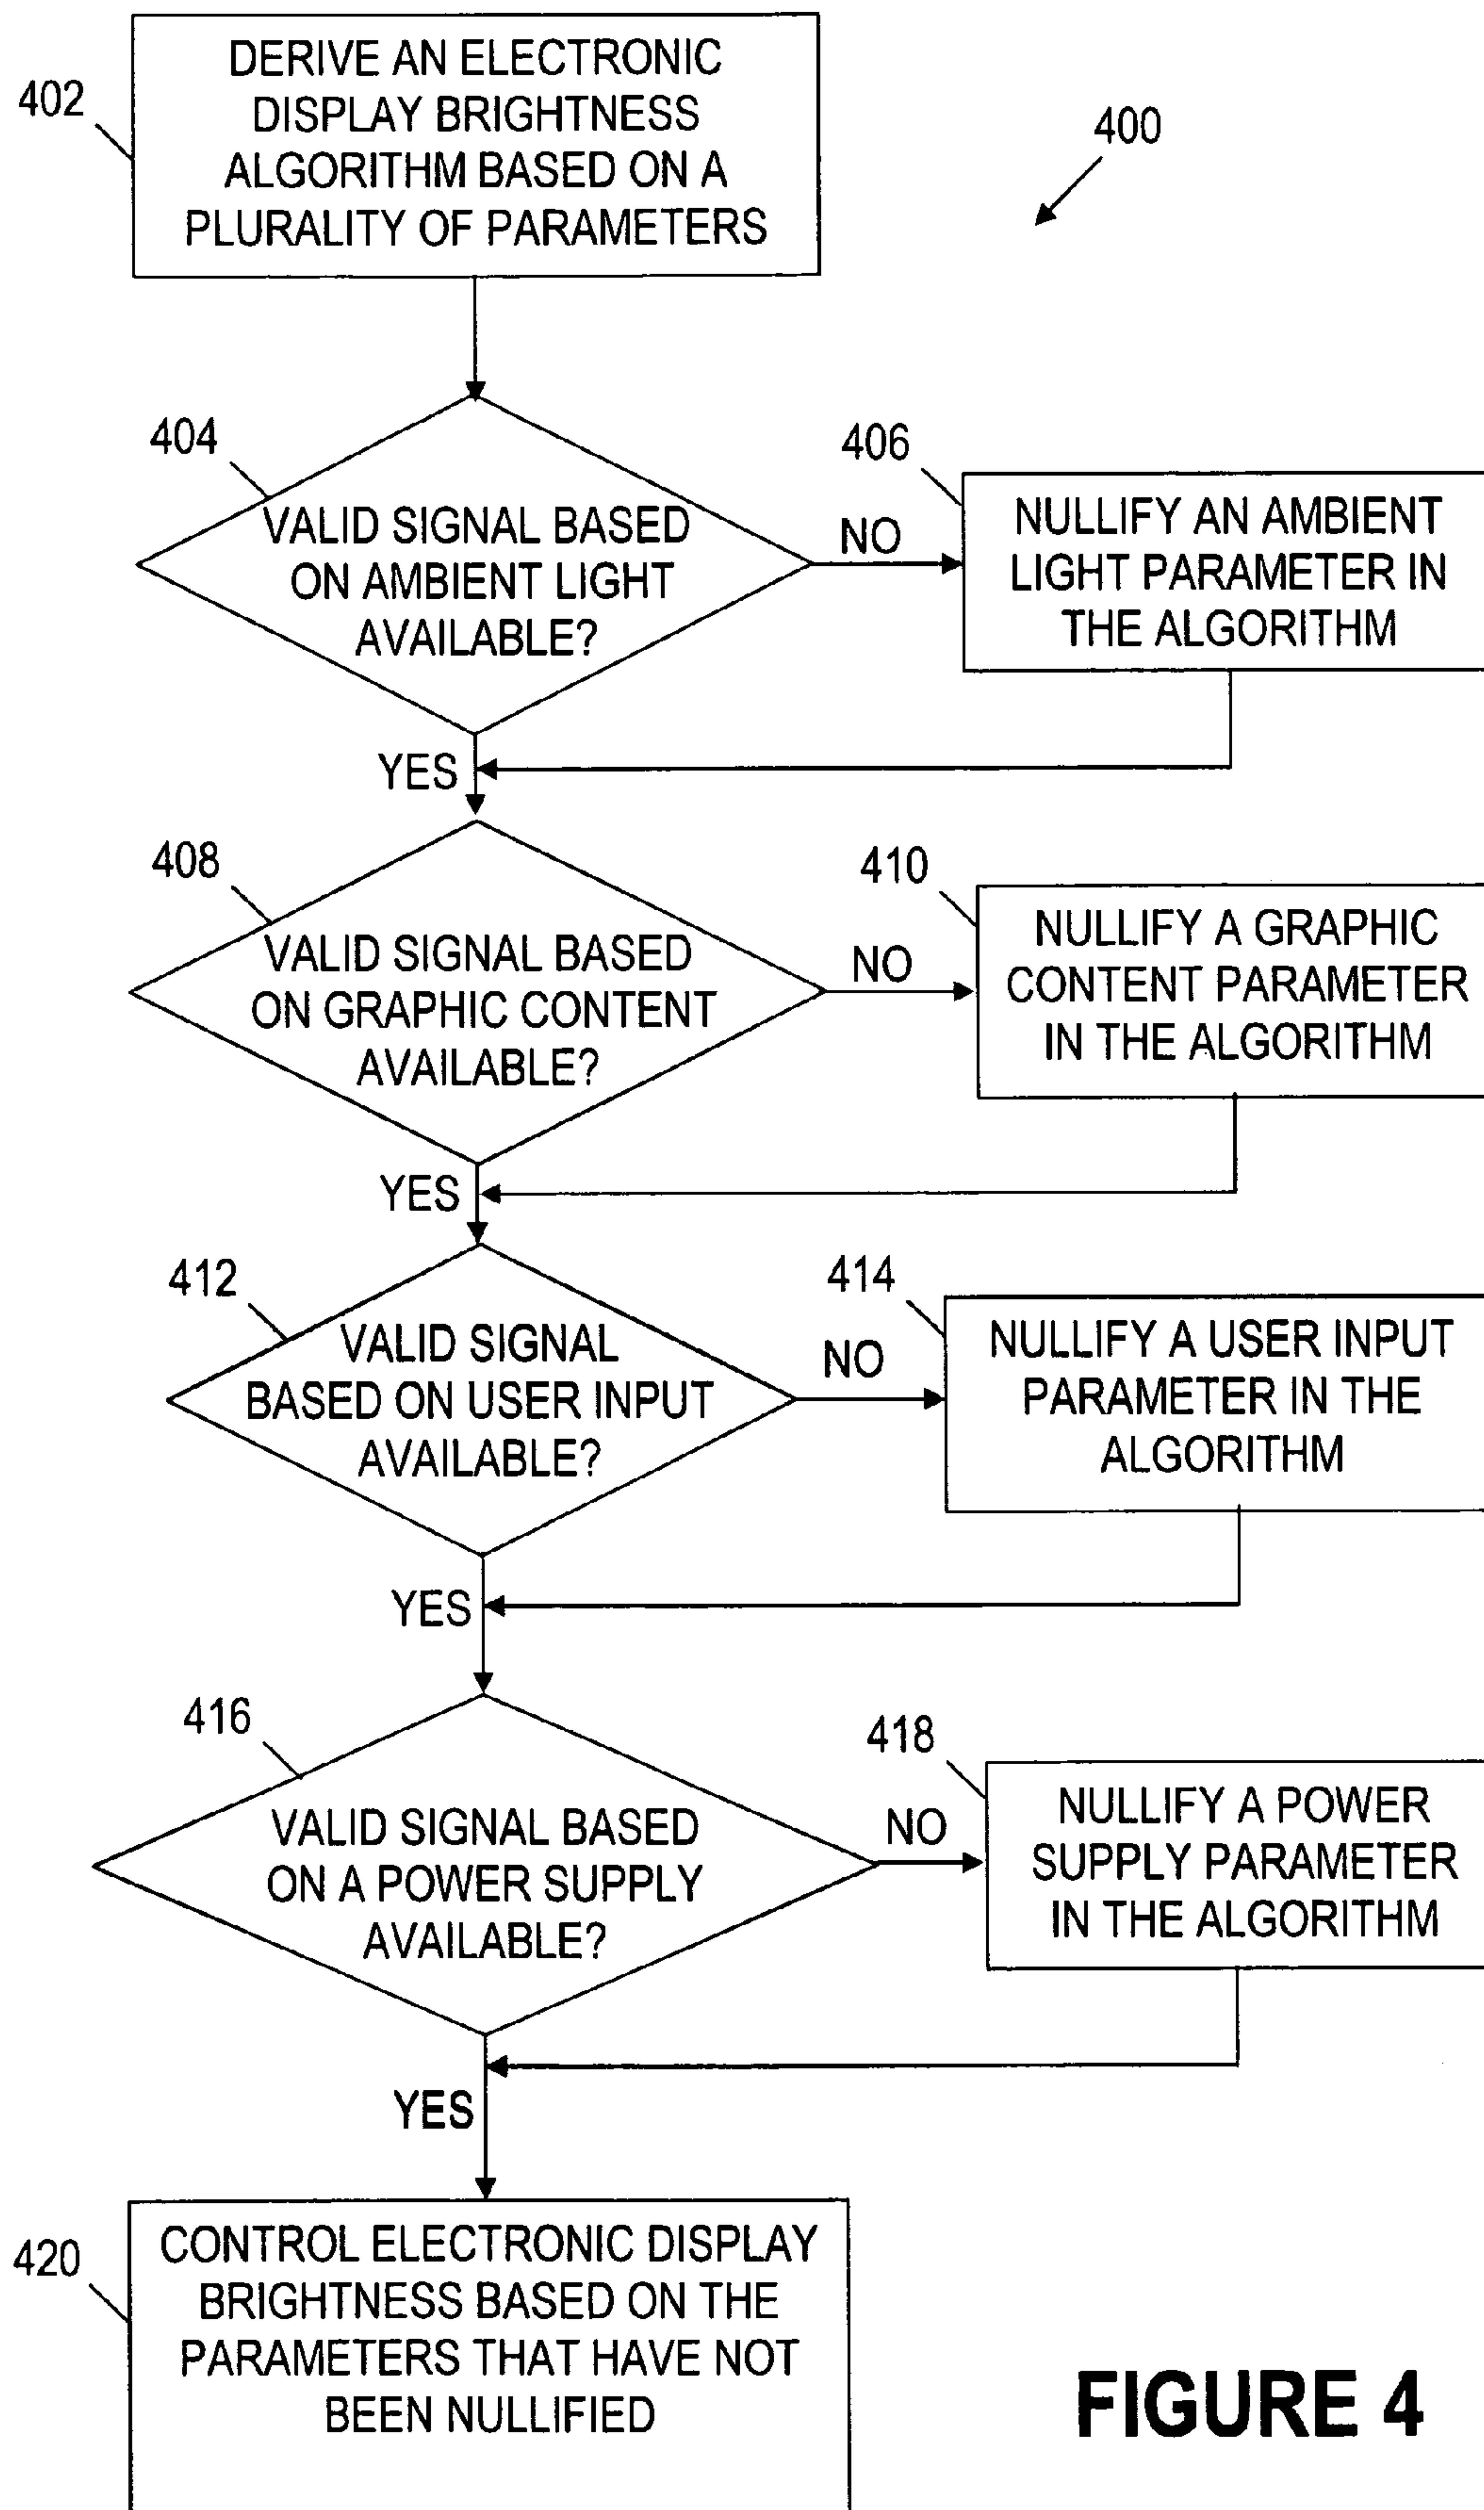 DERIVE AN ELECTRONIC
DISPLAY BRIGHTNESS
ALGORITHM BASED ON A
PLURALITY OF PARAMETERS
402
400
404
VALID SIGNAL BASED
ON AMBIENT LIGHT
AVAILABLE?
NO
406
NULLIFY AN AMBIENT
LIGHT PARAMETER IN
THE ALGORITHM
YES
408
VALID SIGNAL BASED
ON GRAPHIC CONTENT
AVAILABLE?
NO
410
NULLIFY A GRAPHIC
CONTENT PARAMETER
IN THE ALGORITHM
YES
412
VALID SIGNAL
BASED ON USER INPUT
AVAILABLE?
NO
414
NULLIFY A USER INPUT
PARAMETER IN THE
ALGORITHM
YES
416
VALID SIGNAL BASED
ON A POWER SUPPLY
AVAILABLE?
NO
418
NULLIFY A POWER
SUPPLY PARAMETER
IN THE ALGORITHM
YES
420
CONTROL ELECTRONIC DISPLAY
BRIGHTNESS BASED ON THE
PARAMETERS THAT HAVE NOT
BEEN NULLIFIED
FIGURE 4